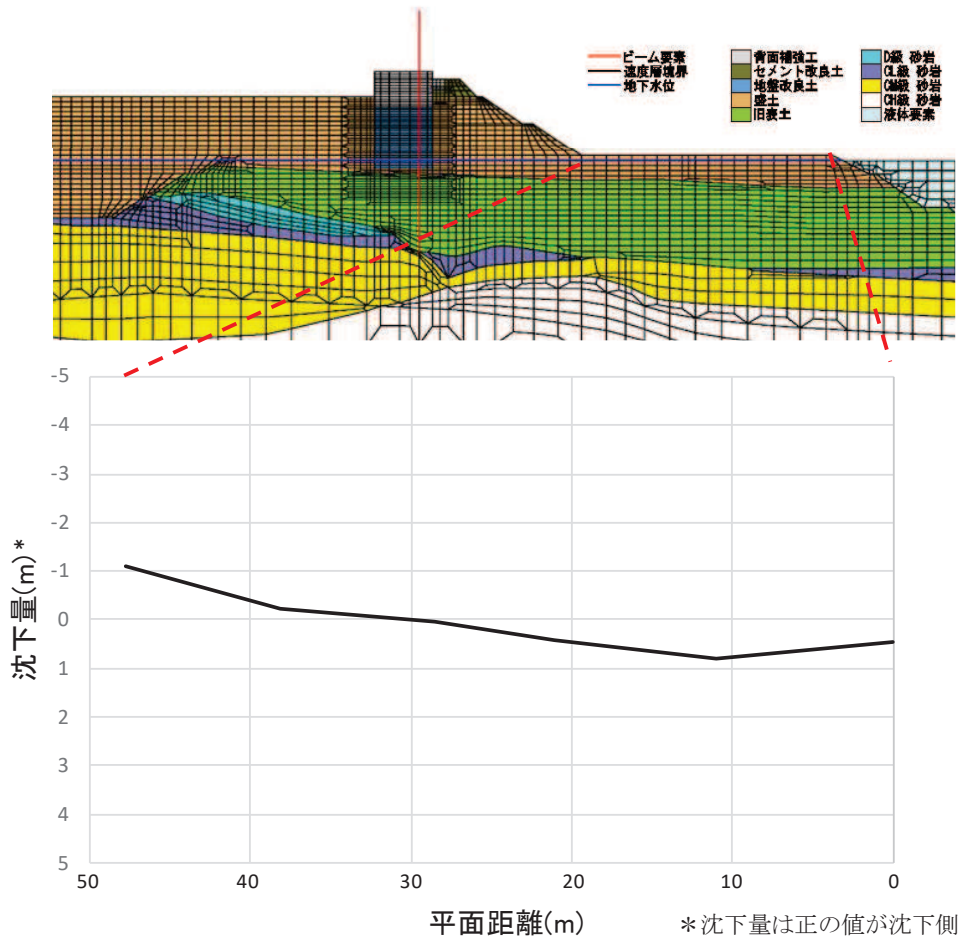 ビーム要素
速度層境界
地下水位
背面補強工
セメント改良土
地盤改良土
盛土
旧表土
D級 砂岩
CL級 砂岩
CM級 砂岩
CH級 砂岩
液体要素
-5
-4
-3
-2
-1
0
1
2
3
4
5
沈下量(m)*
50
40
30
20
10
0
平面距離(m)
*沈下量は正の値が沈下側